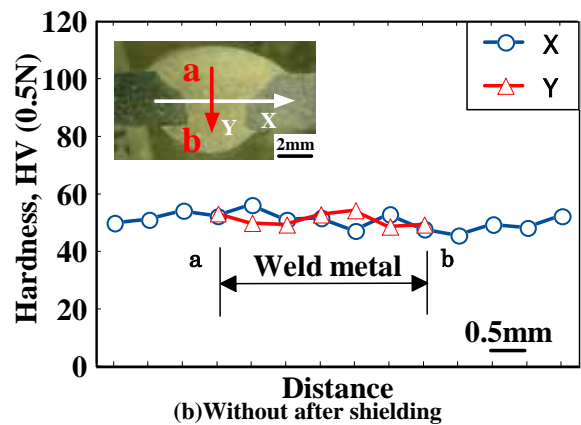 Hardness, HV (0.5N)
120
100
80
60
40
20
0
X
Y
a
X
Y
b
2mm
a
b
Weld metal
0.5mm
Distance
(b)Without after shielding